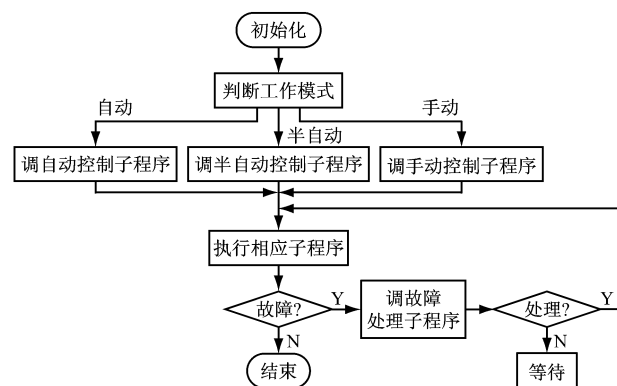 初始化
判断工作模式
自动
半自动
手动
调自动控制子程序
调半自动控制子程序
调手动控制子程序
执行相应子程序
故障?
Y
调故障
处理子程序
处理?
Y
N
N
结束
等待